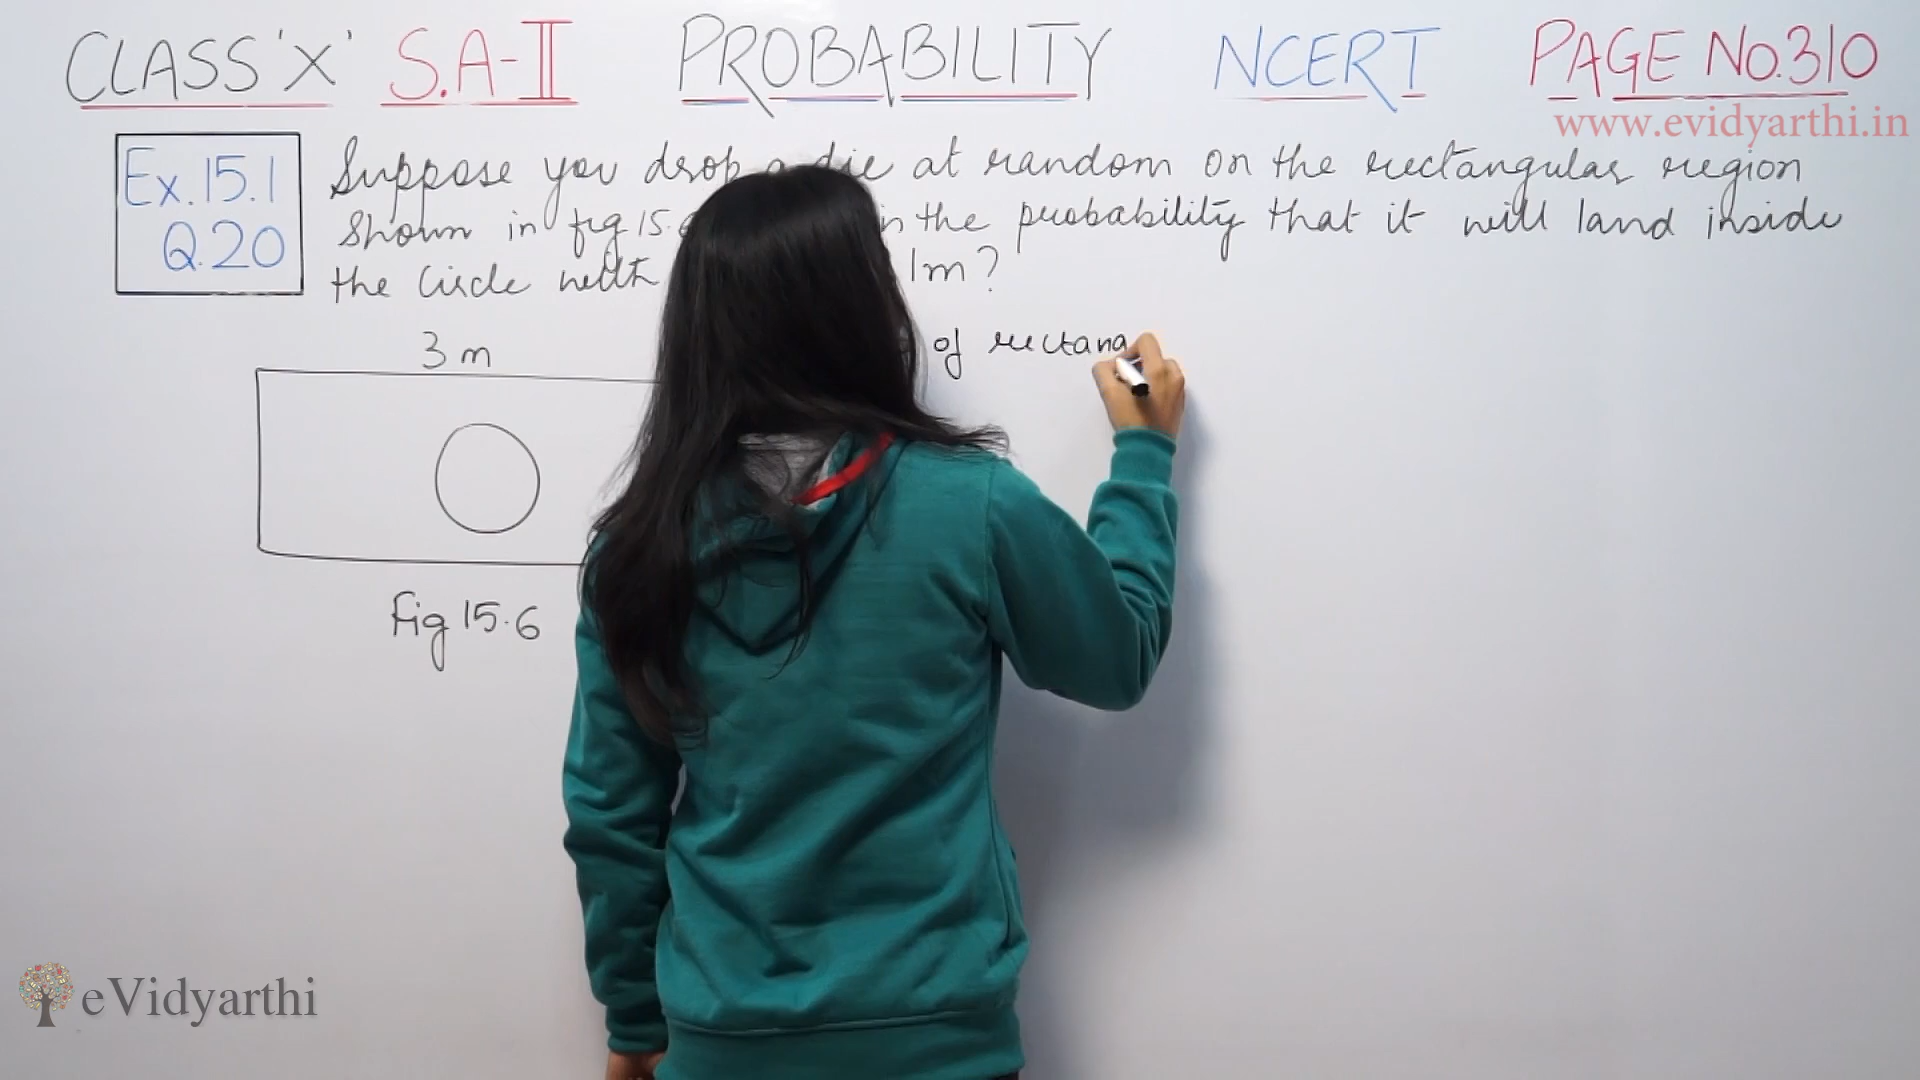 CLASS 'X' S.A-II PROBABILITY NCERT PAGE No.310
www.evidyarthi.in
Ex.15.1
Q.20
Suppose you drop a die at random on the rectangular region
Shown in fig 15.6 the probability that it will land inside
the Circle with 1m?
3 m
of rectang
Fig 15.6
eVidyarthi